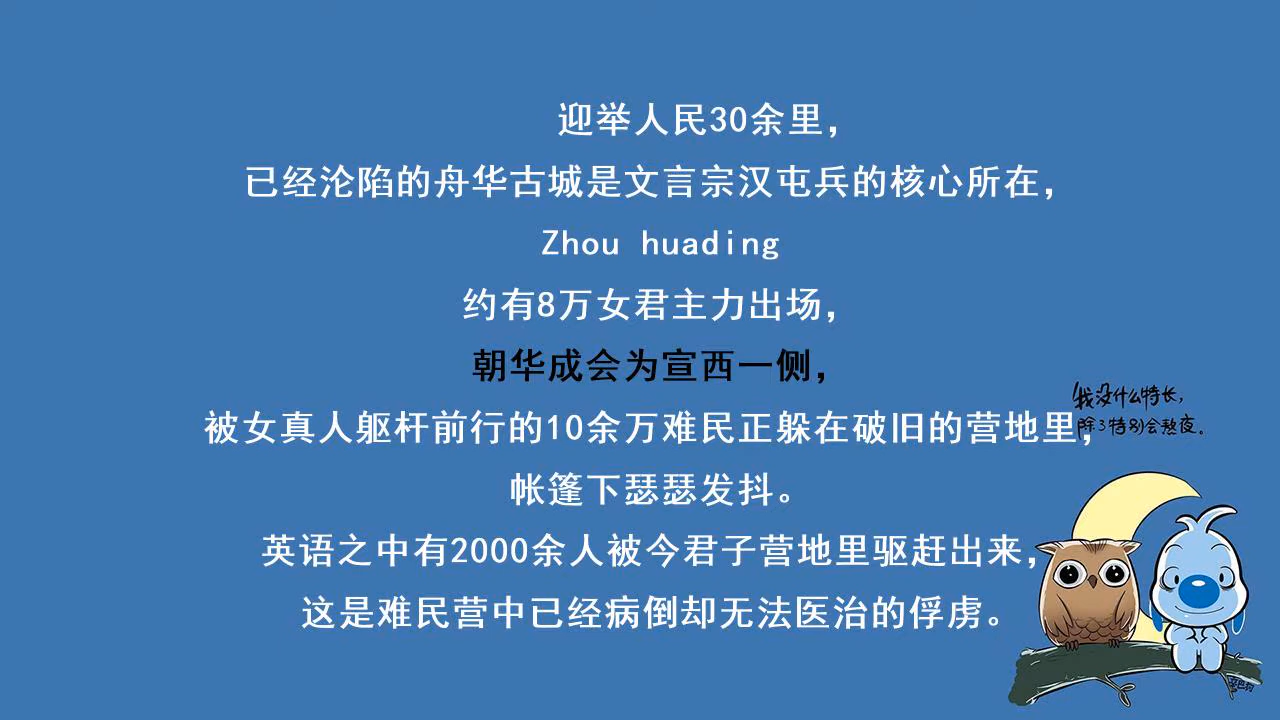 迎举人民30余里，
已经沦陷的舟华古城是文言宗汉屯兵的核心所在，
Zhou huading
约有8万女君主力出场，
朝华成会为宣西一侧，
被女真人躯杆前行的10余万难民正躲在破旧的营地里，
帐篷下瑟瑟发抖。
英语之中有2000余人被今君子营地里驱赶出来，
这是难民营中已经病倒却无法医治的俘虏。
我没什么特长，
除了特别会熬夜。